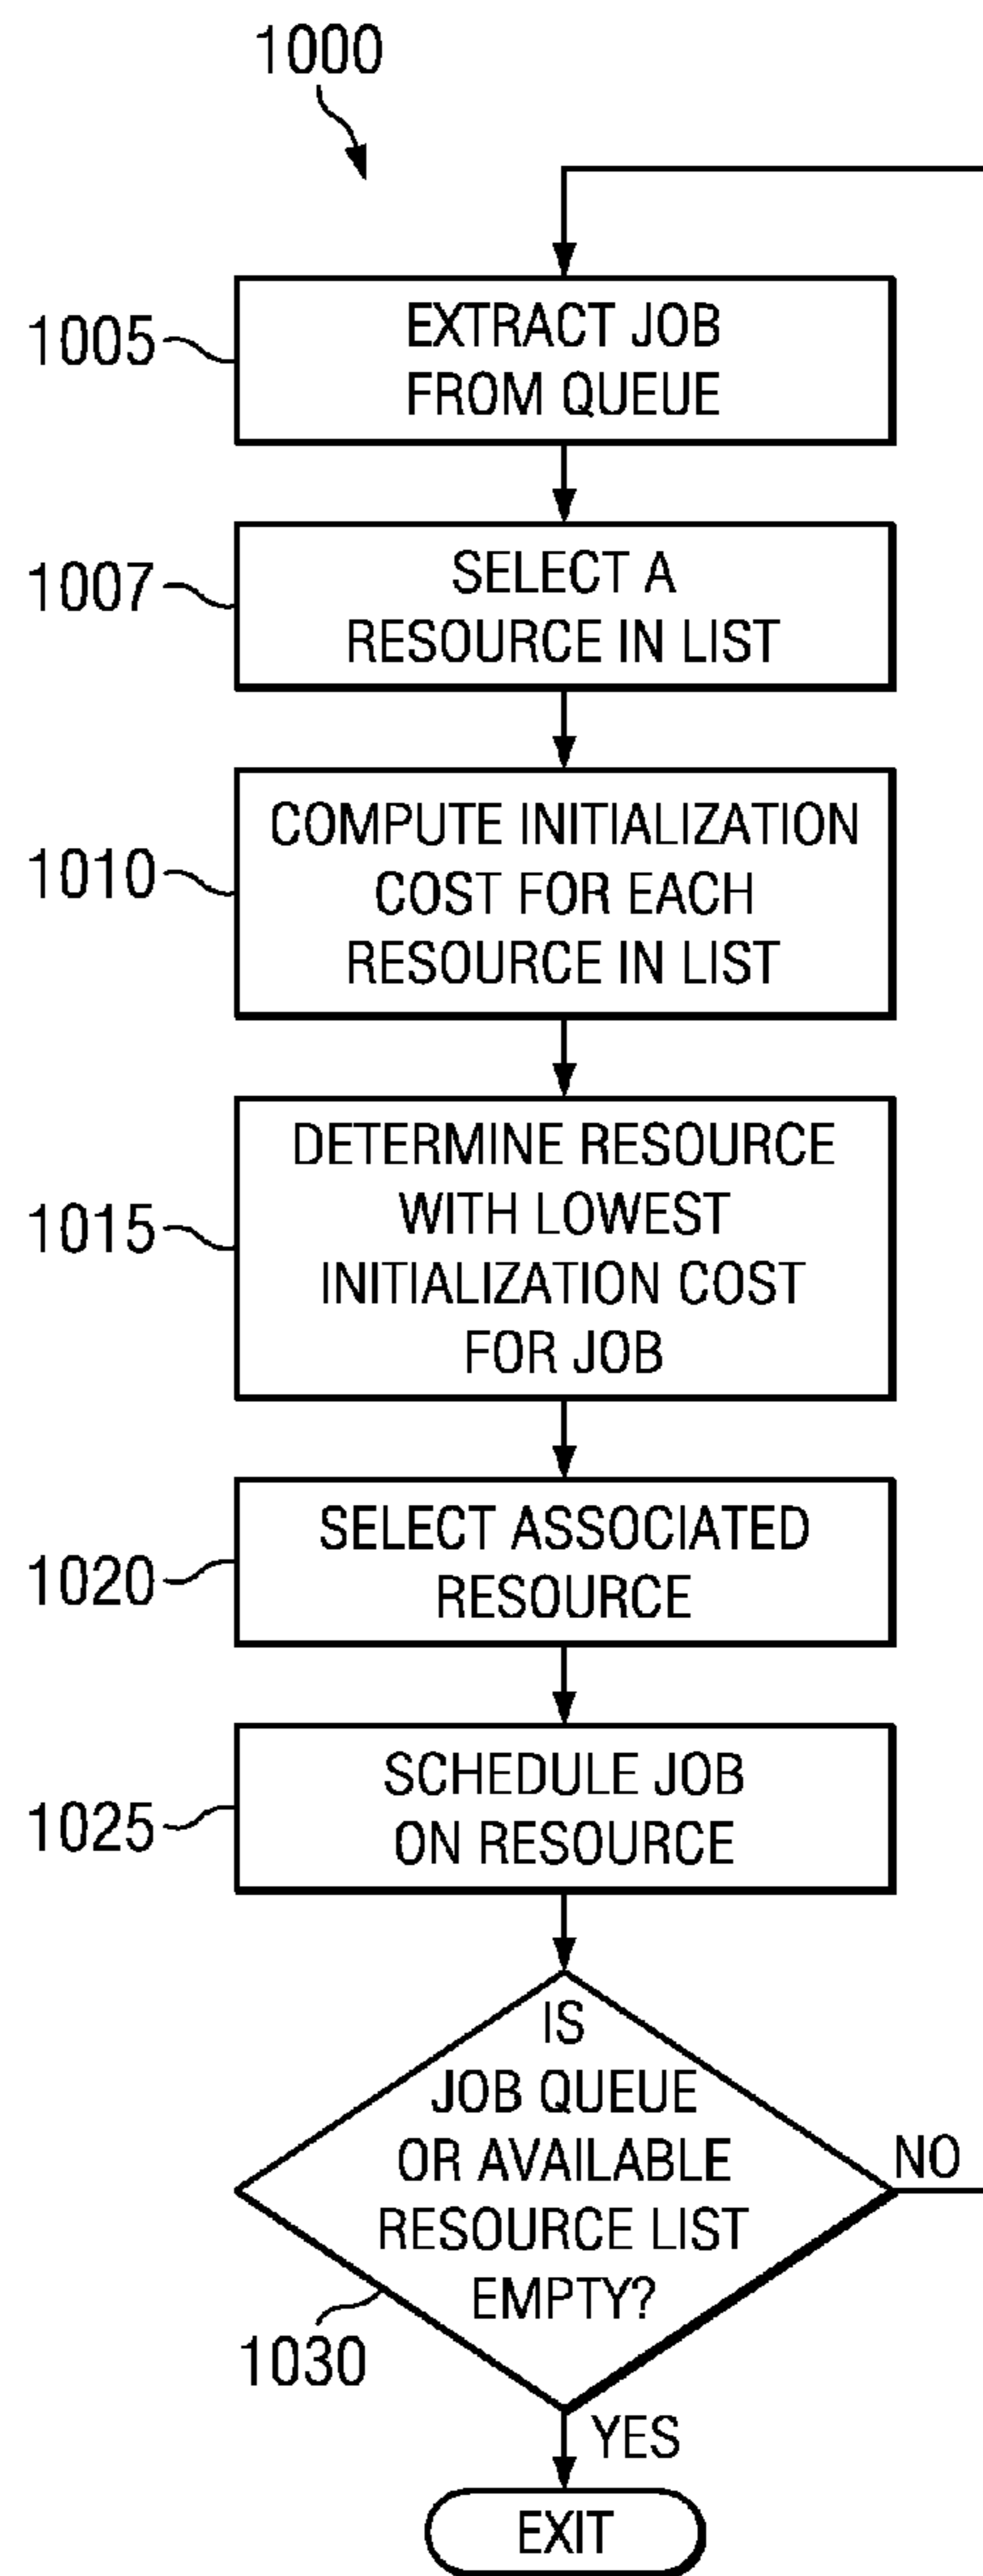 1000
1005
EXTRACT JOB
FROM QUEUE
1007
SELECT A
RESOURCE IN LIST
1010
COMPUTE INITIALIZATION
COST FOR EACH
RESOURCE IN LIST
1015
DETERMINE RESOURCE
WITH LOWEST
INITIALIZATION COST
FOR JOB
1020
SELECT ASSOCIATED
RESOURCE
1025
SCHEDULE JOB
ON RESOURCE
IS
JOB QUEUE
OR AVAILABLE
RESOURCE LIST
EMPTY?
NO
1030
YES
EXIT